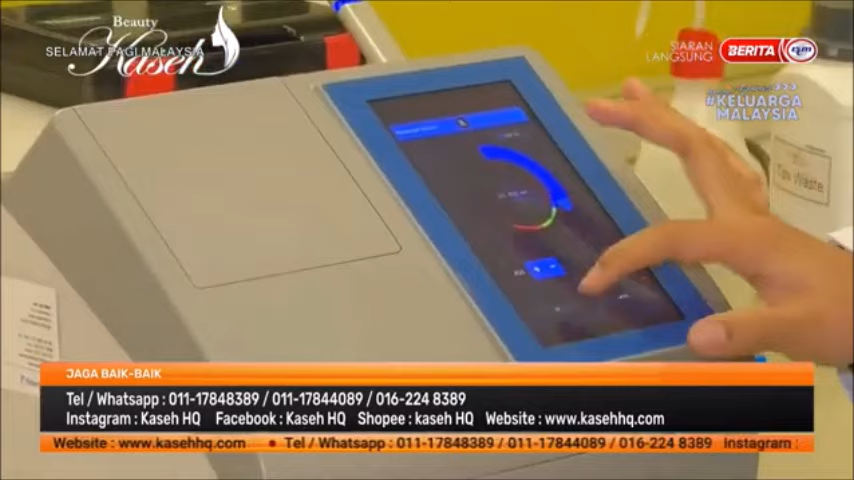 Beauty
SELAMAT PAGI MALAYSIA
Kaseh
SIARAN
LANGSUNG
BERITA
rtm
#KELUARGA
MALAYSIA
Waste
JAGA BAIK-BAIK
Tel / Whatsapp : 011-17848389 / 011-17844089 / 016-224 8389
Instagram : Kaseh HQ Facebook : Kaseh HQ Shopee : kaseh HQ Website : www.kasehhq.com
Website : www.kasehhq.com • Tel / Whatsapp : 011-17848389 / 011-17844089 / 016-224 8389 Instagram :